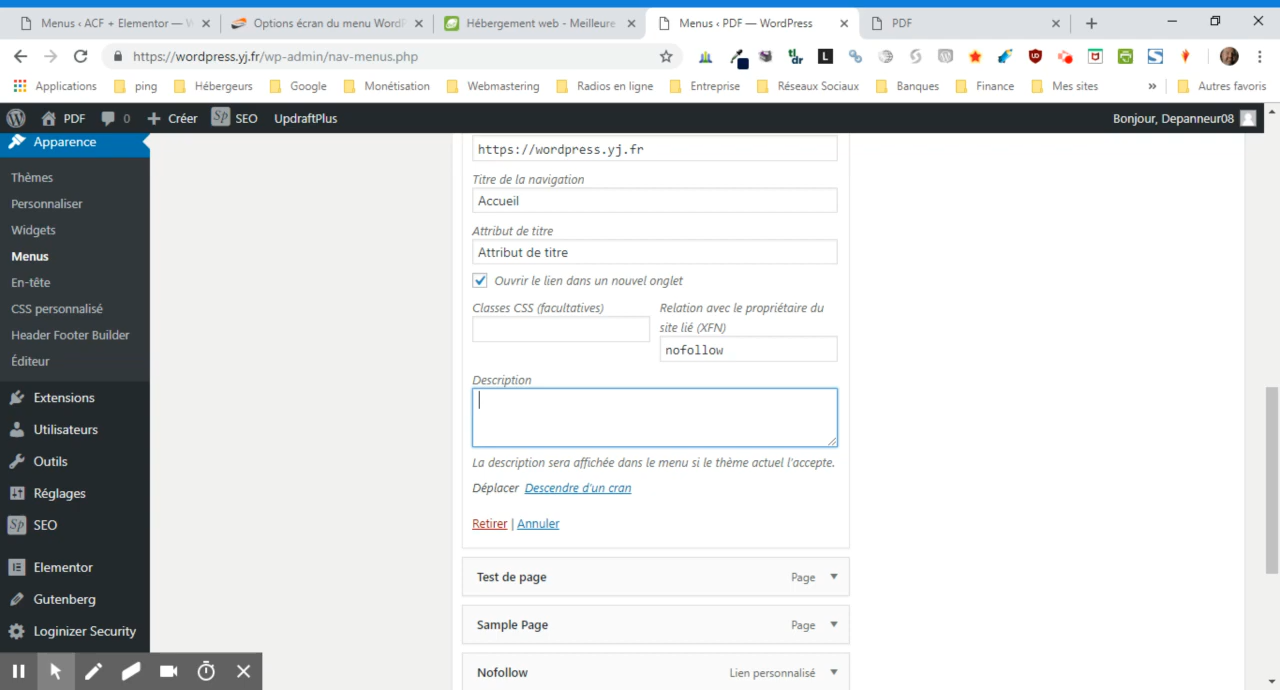 Menus ‹ ACF + Elementor — W
Options écran du menu WordP
Hébergement web - Meilleure
Menus ‹ PDF — WordPress
PDF
https://wordpress.yj.fr/wp-admin/nav-menus.php
Applications
ping
Hébergeurs
Google
Monétisation
Webmastering
Radios en ligne
Entreprise
Réseaux Sociaux
Banques
Finance
Mes sites
»
Autres favoris
PDF
0
Créer
SEO
UpdraftPlus
Bonjour, Depanneur08
Apparence
Thèmes
Personnaliser
Widgets
Menus
En-tête
CSS personnalisé
Header Footer Builder
Éditeur
Extensions
Utilisateurs
Outils
Réglages
SEO
Elementor
Gutenberg
Loginizer Security
https://wordpress.yj.fr
Titre de la navigation
Accueil
Attribut de titre
Attribut de titre
Ouvrir le lien dans un nouvel onglet
Classes CSS (facultatives)
Relation avec le propriétaire du
site lié (XFN)
nofollow
Description
La description sera affichée dans le menu si le thème actuel l'accepte.
Déplacer Descendre d'un cran
Retirer | Annuler
Test de page
Page
Sample Page
Page
Nofollow
Lien personnalisé